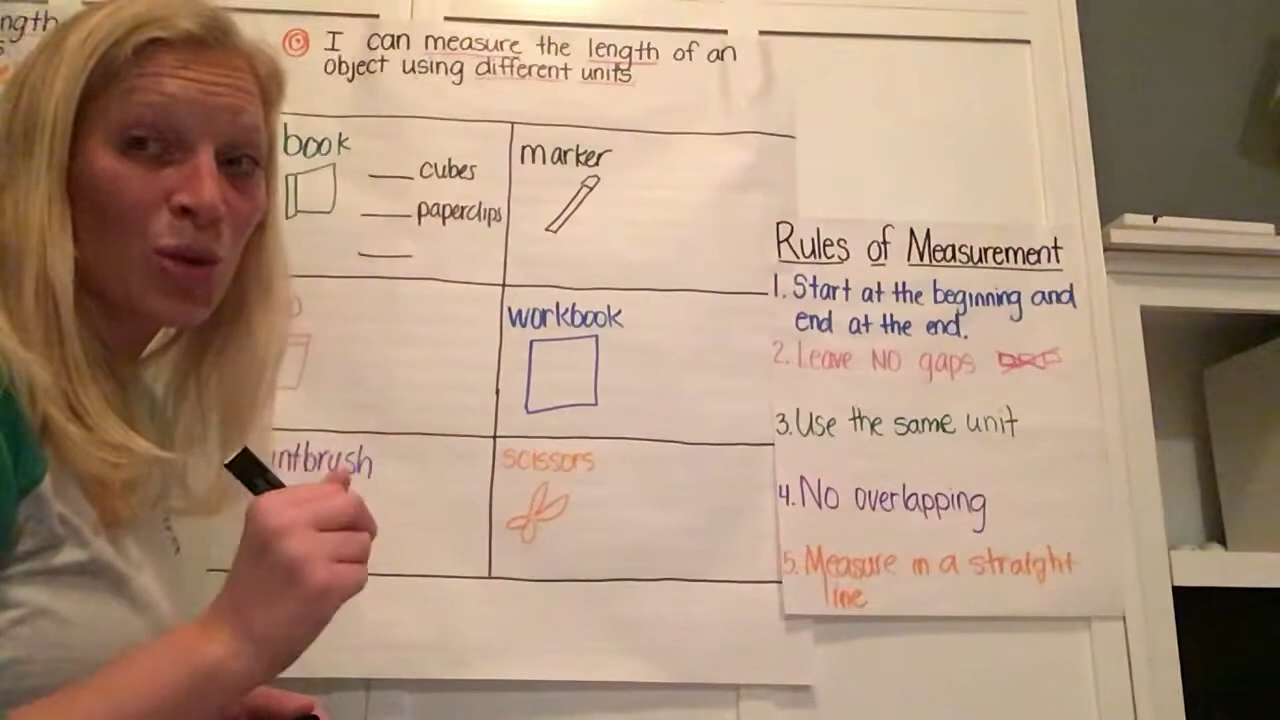 ngth
I can measure the length of an
object using different units
book
cubes
paperclips
marker
workbook
intbrush
scissors
Rules of Measurement
1. Start at the beginning and
end at the end.
2. Leave NO gaps
3. Use the same unit
4. No overlapping
5. Measure in a straight
line